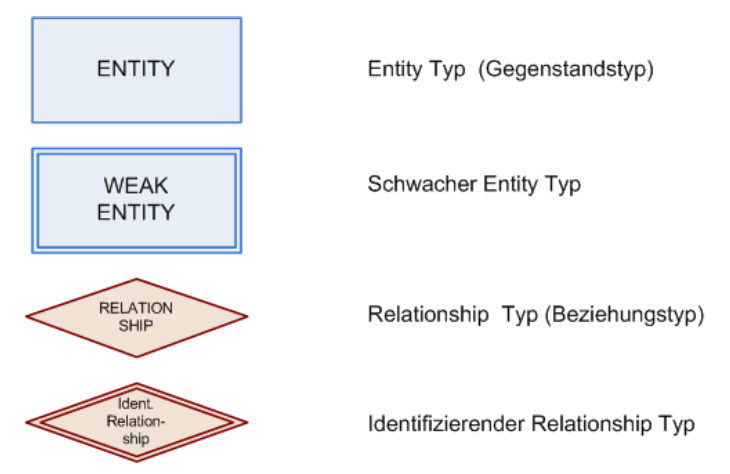 ENTITY
Entity Typ (Gegenstandstyp)
WEAK
ENTITY
Schwacher Entity Typ
RELATION
SHIP
Relationship Typ (Beziehungstyp)
Ident.
Relation-
ship
Identifizierender Relationship Typ